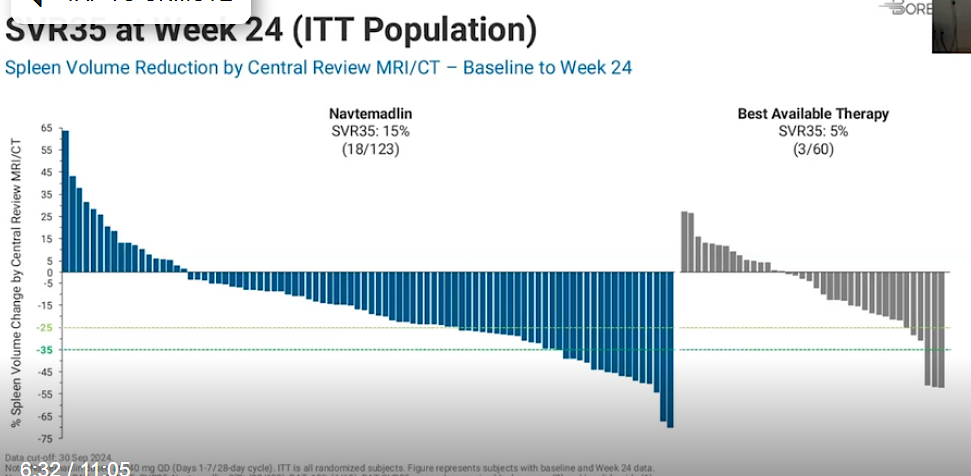 SVR35 at Week 24 (ITT Population)
Spleen Volume Reduction by Central Review MRI/CT – Baseline to Week 24
Navtemadlin
SVR35: 15%
(18/123)
Best Available Therapy
SVR35: 5%
(3/60)
% Spleen Volume Change by Central Review MRI/CT
65
55
45
35
25
15
5
0
-5
-15
-25
-35
-45
-55
-65
-75
Data cut-off: 30 Sep 2024.
40 mg QD (Days 1-7/28-day cycle). ITT is all randomized subjects. Figure represents subjects with baseline and Week 24 data.
6:32 / 11:05